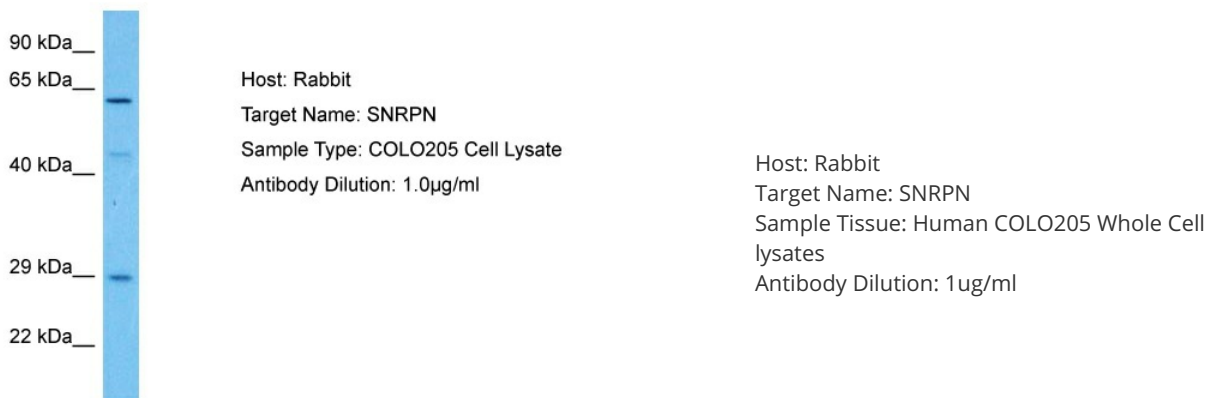 90 kDa__
65 kDa__
40 kDa__
29 kDa__
22 kDa__
Host: Rabbit
Target Name: SNRPN
Sample Type: COLO205 Cell Lysate
Antibody Dilution: 1.0µg/ml
Host: Rabbit
Target Name: SNRPN
Sample Tissue: Human COLO205 Whole Cell
lysates
Antibody Dilution: 1ug/ml